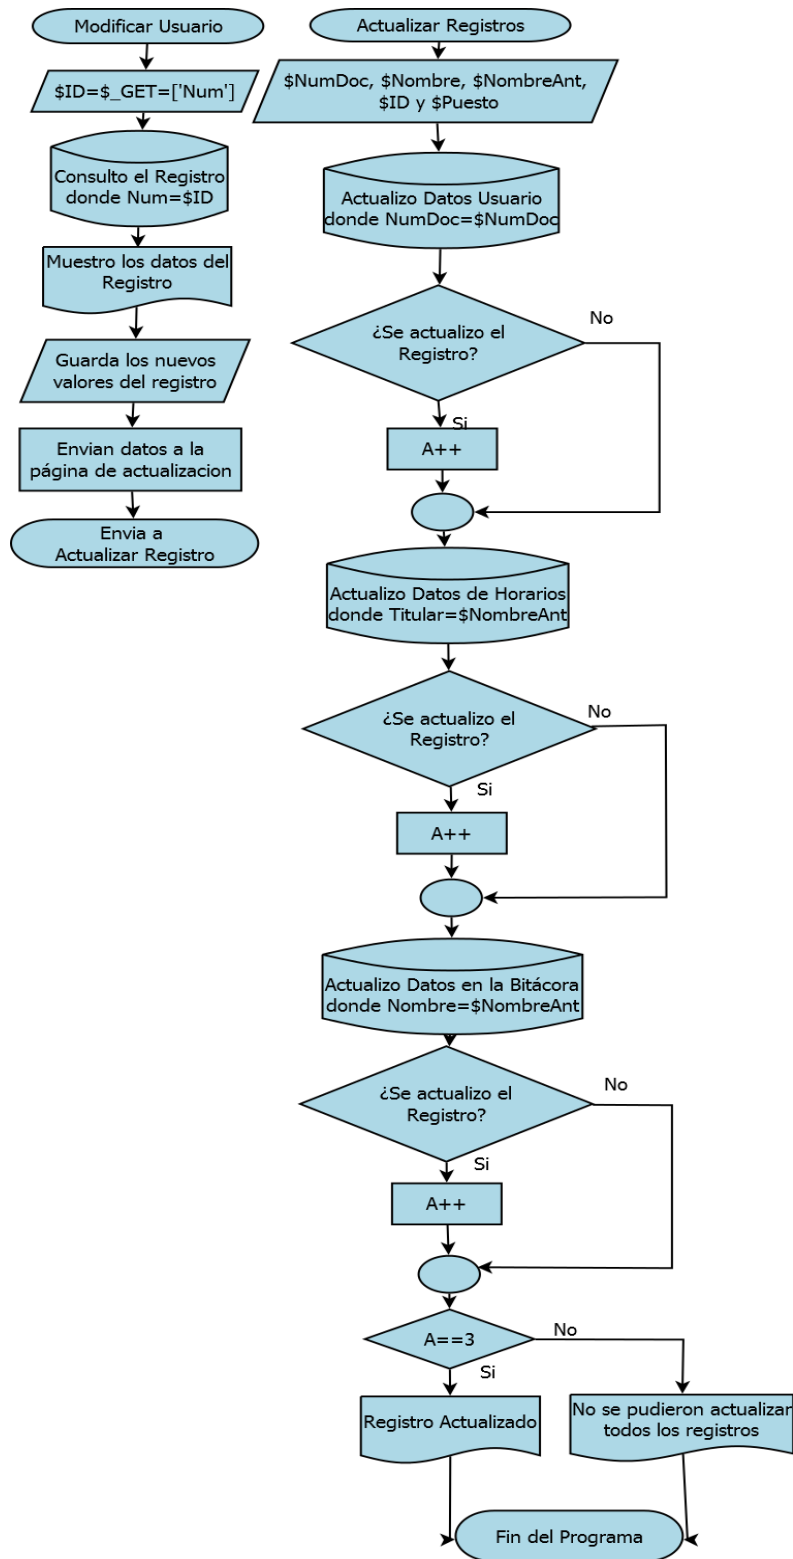 Modificar Usuario
$ID=$_GET=['Num']
Consulto el Registro
donde Num=$ID
Muestro los datos del
Registro
Guarda los nuevos
valores del registro
Envian datos a la
página de actualizacion
Envia a
Actualizar Registro
Actualizar Registros
$NumDoc, $Nombre, $NombreAnt,
$ID y $Puesto
Actualizo Datos Usuario
donde NumDoc=$NumDoc
¿Se actualizo el
Registro?
No
Si
A++
Actualizo Datos de Horarios
donde Titular=$NombreAnt
¿Se actualizo el
Registro?
No
Si
A++
Actualizo Datos en la Bitácora
donde Nombre=$NombreAnt
¿Se actualizo el
Registro?
No
Si
A++
A==3
No
Si
Registro Actualizado
No se pudieron actualizar
todos los registros
Fin del Programa